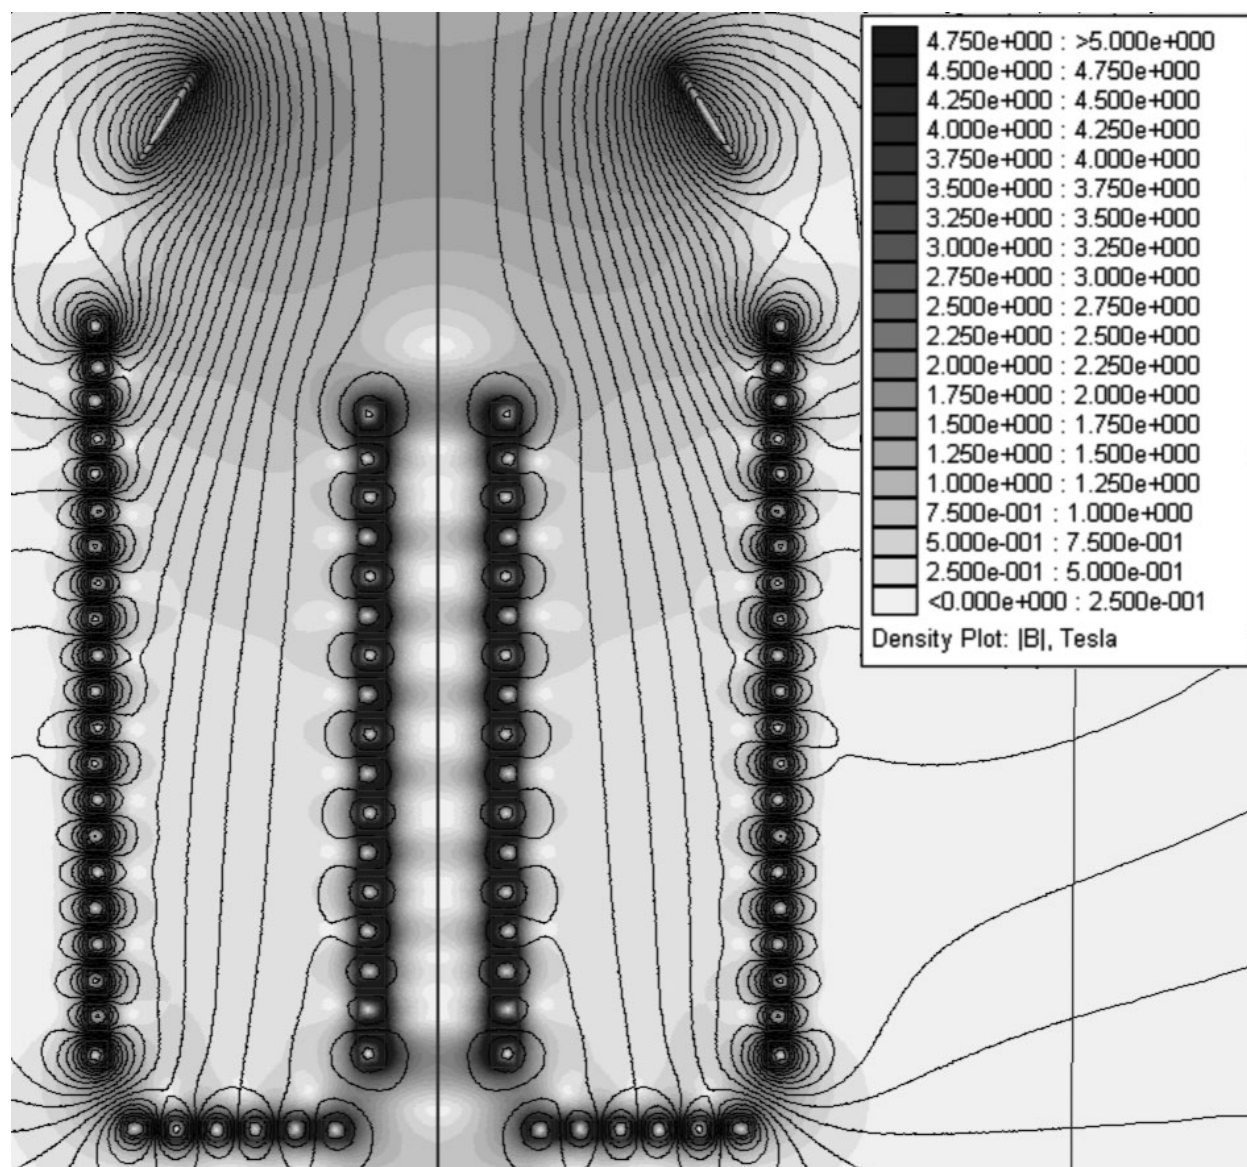 4.750e+000 : >5.000e+000
4.500e+000 : 4.750e+000
4.250e+000 : 4.500e+000
4.000e+000 : 4.250e+000
3.750e+000 : 4.000e+000
3.500e+000 : 3.750e+000
3.250e+000 : 3.500e+000
3.000e+000 : 3.250e+000
2.750e+000 : 3.000e+000
2.500e+000 : 2.750e+000
2.250e+000 : 2.500e+000
2.000e+000 : 2.250e+000
1.750e+000 : 2.000e+000
1.500e+000 : 1.750e+000
1.250e+000 : 1.500e+000
1.000e+000 : 1.250e+000
7.500e-001 : 1.000e+000
5.000e-001 : 7.500e-001
2.500e-001 : 5.000e-001
<0.000e+000 : 2.500e-001
Density Plot: |B|, Tesla